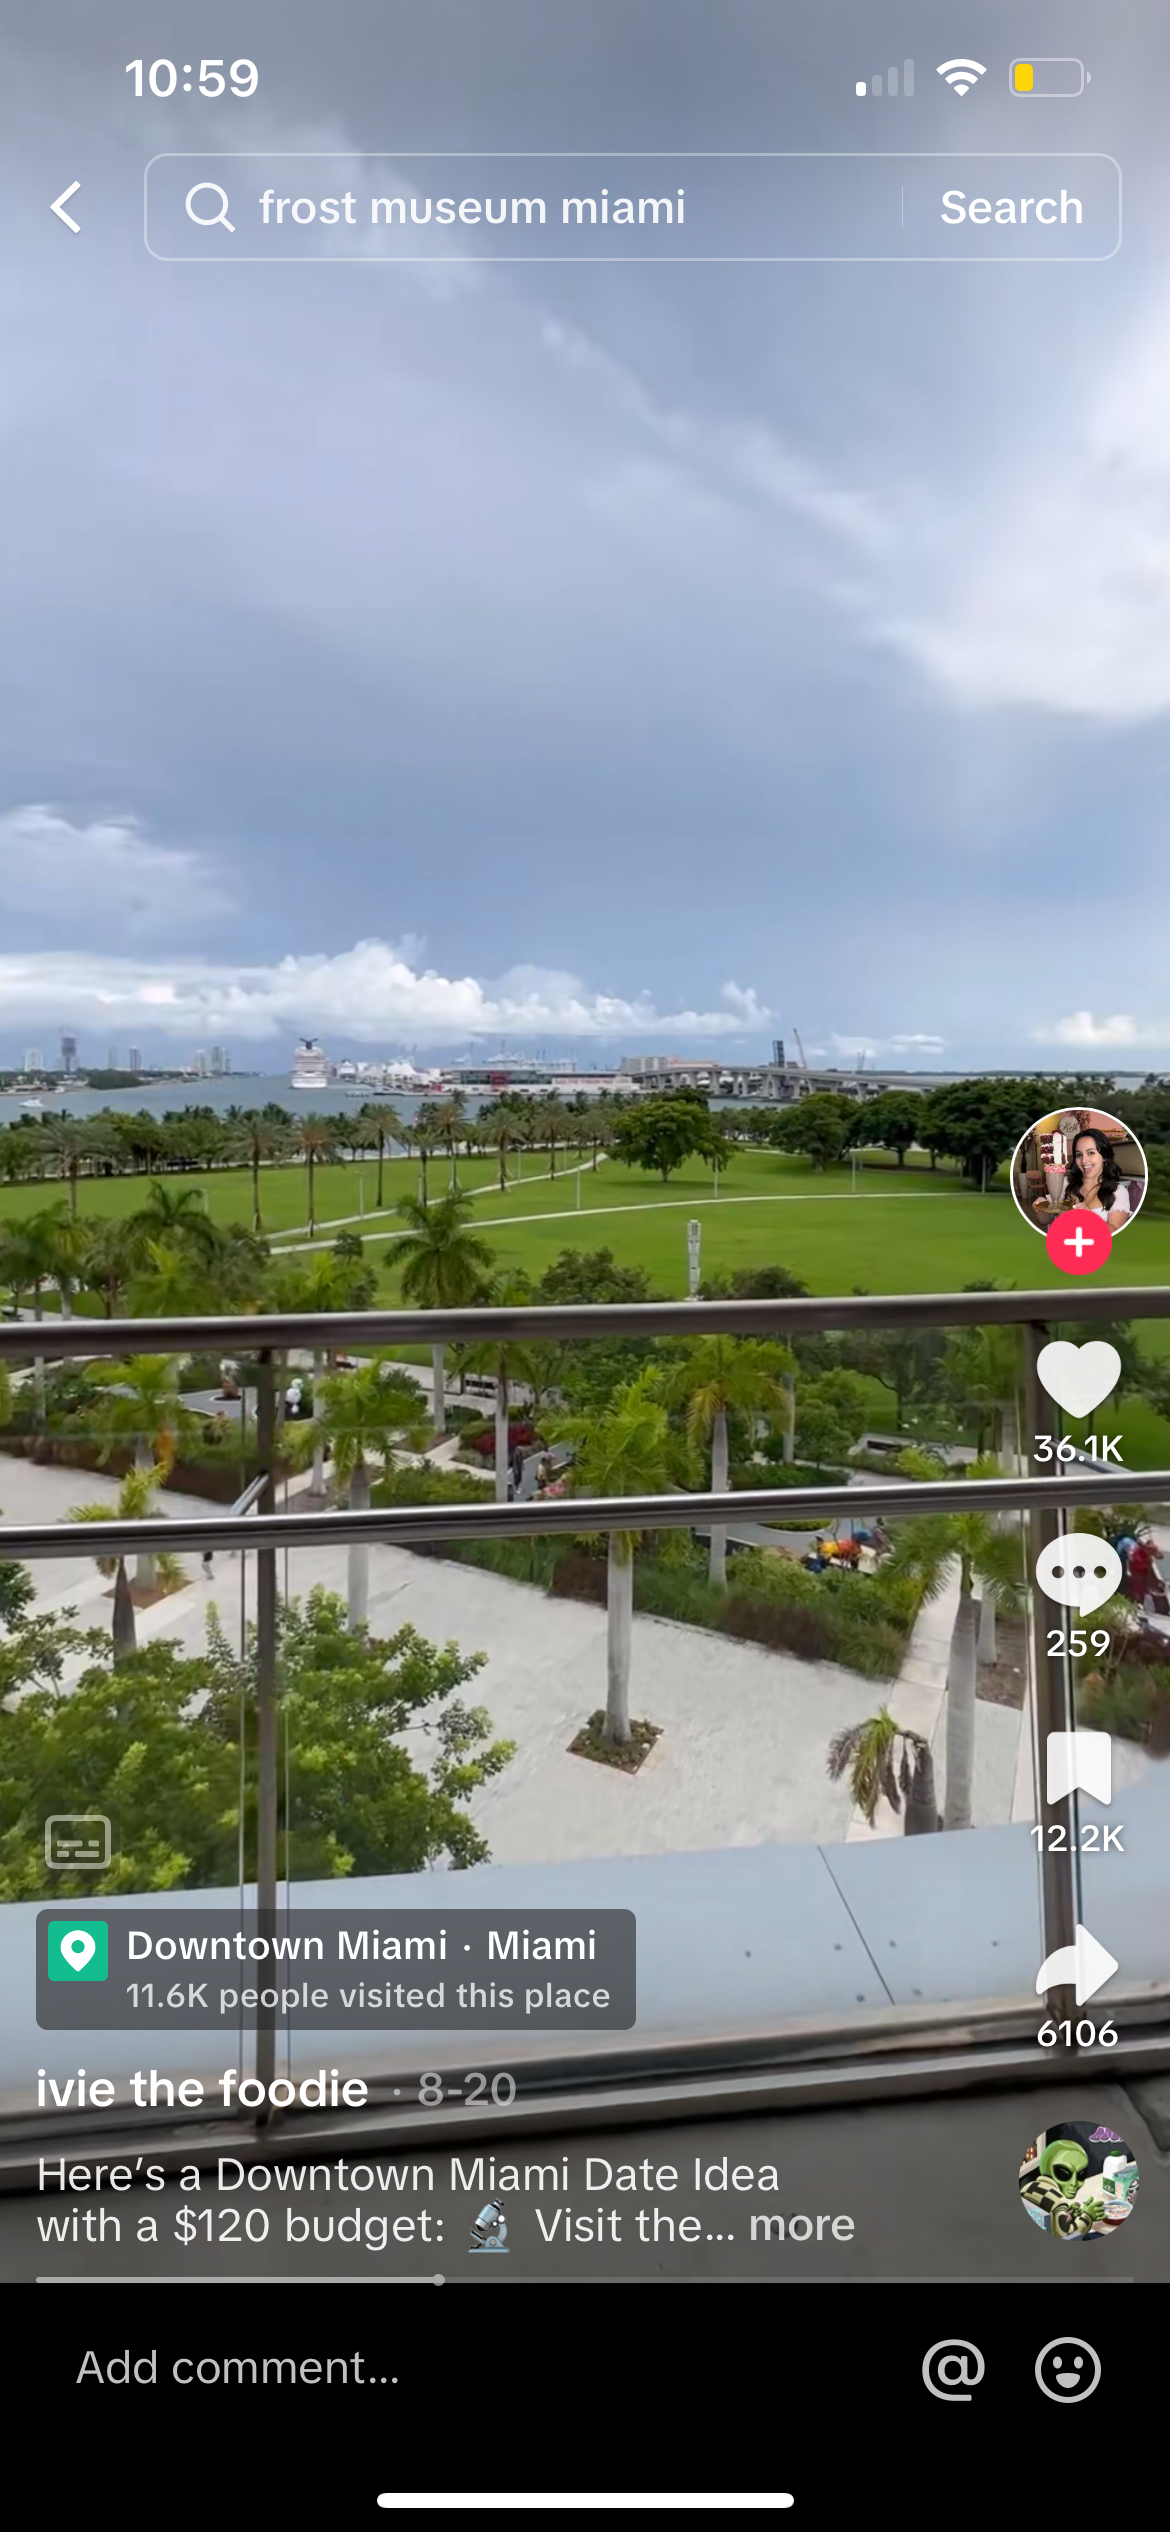 10:59
frost museum miami
Search
36.1K
259
12.2K
Downtown Miami · Miami
11.6K people visited this place
6106
ivie the foodie · 8-20
Here’s a Downtown Miami Date Idea
with a $120 budget: 🔬 Visit the... more
Add comment...